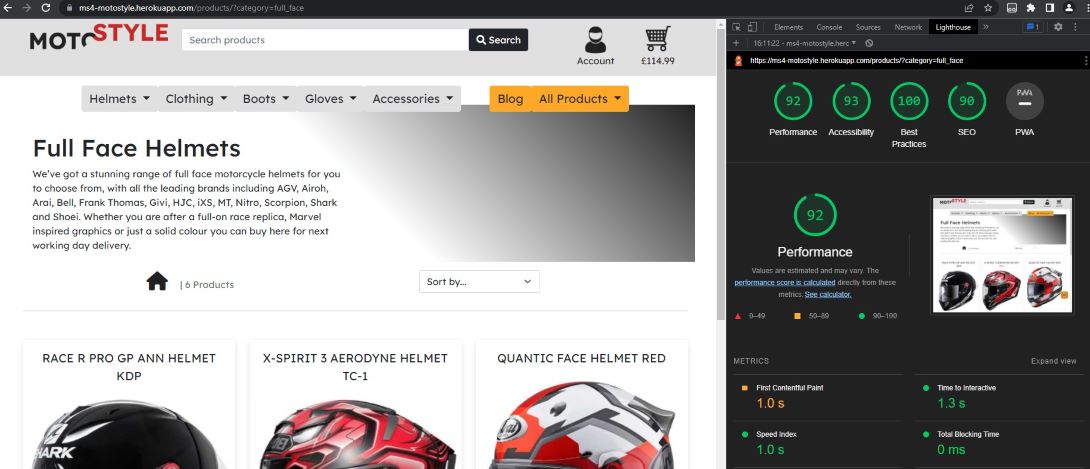 ms4-motostyle.herokuapp.com/products/?category=full_face
MOTOSTYLE
Search products
Search
Account
£114.99
Helmets
Clothing
Boots
Gloves
Accessories
Blog
All Products
Full Face Helmets
We've got a stunning range of full face motorcycle helmets for you
to choose from, with all the leading brands including AGV, Airoh,
Arai, Bell, Frank Thomas, Givi, HJC, iXS, MT, Nitro, Scorpion, Shark
and Shoei. Whether you are after a full-on race replica, Marvel
inspired graphics or just a solid colour you can buy here for next
working day delivery.
| 6 Products
Sort by...
RACE R PRO GP ANN HELMET
KDP
X-SPIRIT 3 AERODYNE HELMET
TC-1
QUANTIC FACE HELMET RED
SHARK
Arai
Elements
Console
Sources
Network
Lighthouse
»
1
16:11:22 - ms4-motostyle.herc
https://ms4-motostyle.herokuapp.com/products/?category=full_face
92
93
100
90
PWA
Performance
Accessibility
Best
Practices
SEO
PWA
92
Performance
Values are estimated and may vary. The
performance score is calculated directly from these
metrics. See calculator.
0–49
50–89
90–100
METRICS
Expand view
First Contentful Paint
1.0 s
Time to Interactive
1.3 s
Speed Index
1.0 s
Total Blocking Time
0 ms